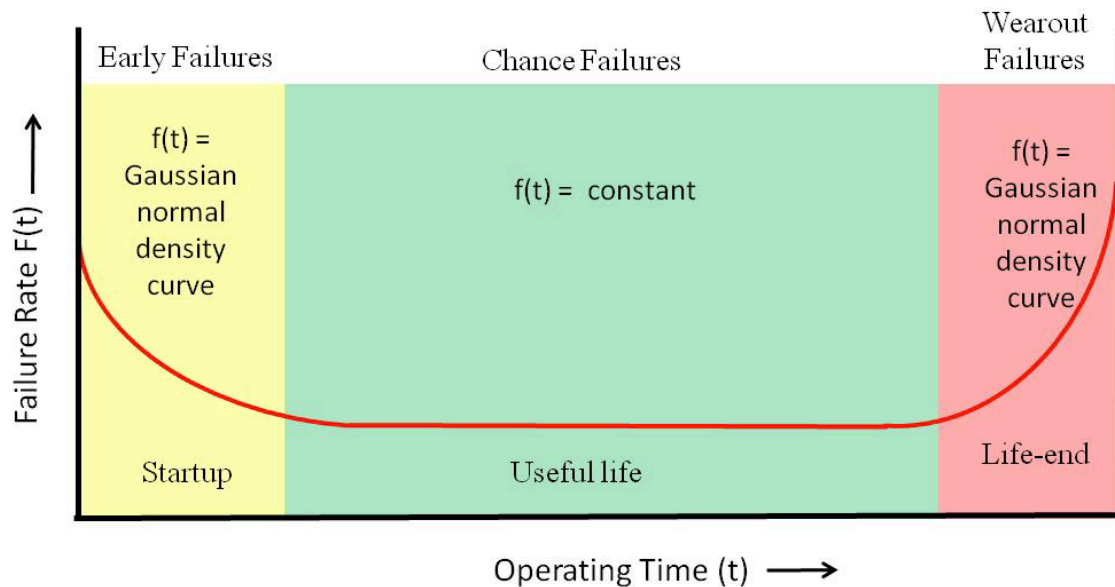 Early Failures
Chance Failures
Wearout
Failures
f(t) =
Gaussian
normal
density
curve
f(t) =  constant
f(t) =
Gaussian
normal
density
curve
Failure Rate F(t)
Startup
Useful life
Life-end
Operating Time (t)